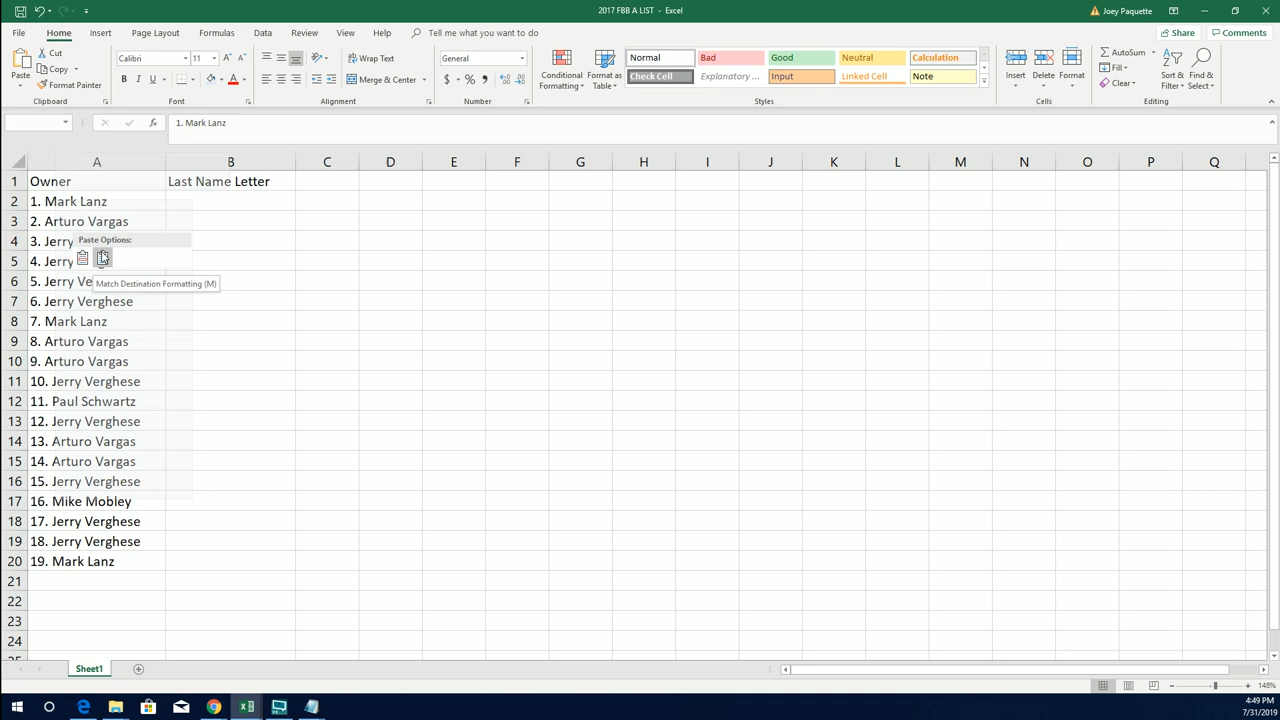 2017 FBB A LIST - Excel
Joey Paquette
File Home Insert Page Layout Formulas Data Review View Help Tell me what you want to do Share Comments
Paste Cut Copy Format Painter Clipboard
Calibri 11 B I U A Font
Wrap Text Merge & Center Alignment
General $ % , Number
Conditional Formatting Format as Table
Normal Bad Good Neutral Calculation
Check Cell Explanatory ... Input Linked Cell Note
Styles
Insert Delete Format Cells
AutoSum Fill Clear Sort & Filter Find & Select Editing
fx 1. Mark Lanz
A B C D E F G H I J K L M N O P Q
1 Owner Last Name Letter
2 1. Mark Lanz
3 2. Arturo Vargas
4 3. Jerry
Paste Options:
5 4. Jerry
Match Destination Formatting (M)
6 5. Jerry Ve
7 6. Jerry Verghese
8 7. Mark Lanz
9 8. Arturo Vargas
10 9. Arturo Vargas
11 10. Jerry Verghese
12 11. Paul Schwartz
13 12. Jerry Verghese
14 13. Arturo Vargas
15 14. Arturo Vargas
16 15. Jerry Verghese
17 16. Mike Mobley
18 17. Jerry Verghese
19 18. Jerry Verghese
20 19. Mark Lanz
21
22
23
24
25
Sheet1
148%
4:49 PM
7/31/2019